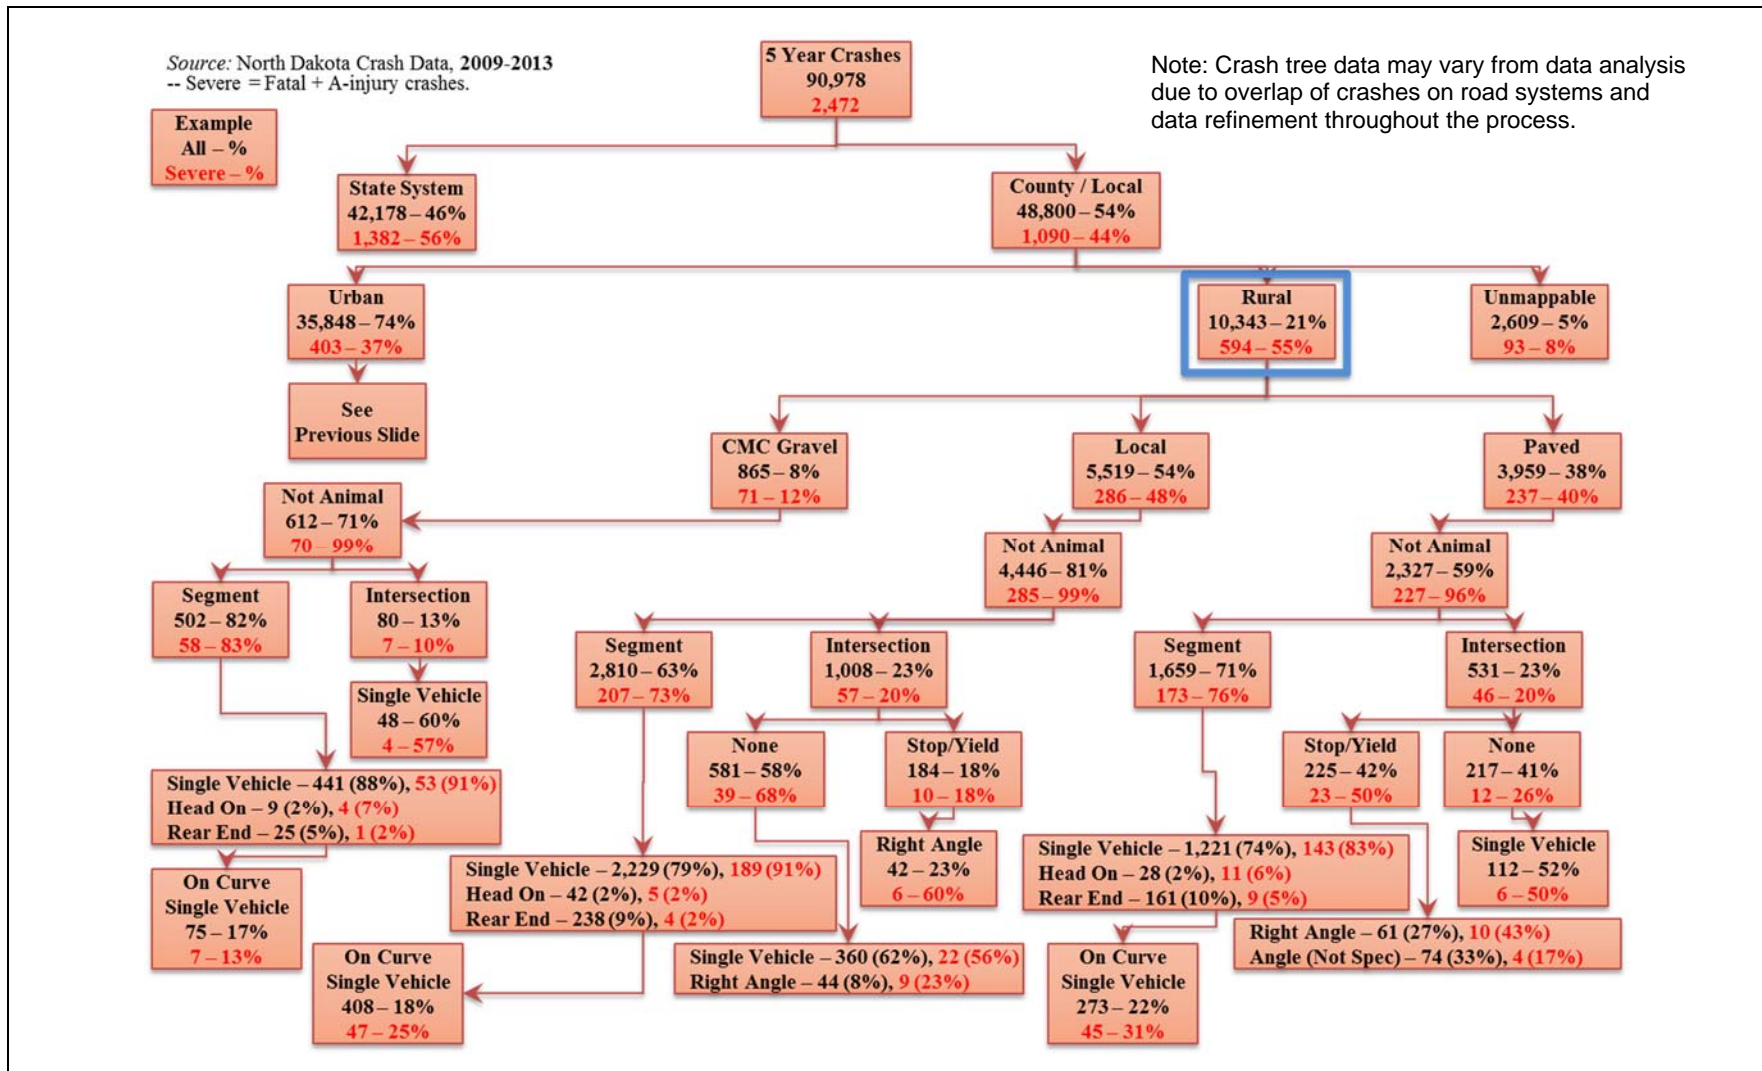 Source: North Dakota Crash Data, 2009-2013
-- Severe = Fatal + A-injury crashes.
5 Year Crashes
90,978
2,472
Note: Crash tree data may vary from data analysis
due to overlap of crashes on road systems and
data refinement throughout the process.
Example
All – %
Severe – %
State System
42,178 – 46%
1,382 – 56%
County / Local
48,800 – 54%
1,090 – 44%
Urban
35,848 – 74%
403 – 37%
Rural
10,343 – 21%
594 – 55%
Unmappable
2,609 – 5%
93 – 8%
See
Previous Slide
CMC Gravel
865 – 8%
71 – 12%
Local
5,519 – 54%
286 – 48%
Paved
3,959 – 38%
237 – 40%
Not Animal
612 – 71%
70 – 99%
Not Animal
4,446 – 81%
285 – 99%
Not Animal
2,327 – 59%
227 – 96%
Segment
502 – 82%
58 – 83%
Intersection
80 – 13%
7 – 10%
Segment
2,810 – 63%
207 – 73%
Intersection
1,008 – 23%
57 – 20%
Segment
1,659 – 71%
173 – 76%
Intersection
531 – 23%
46 – 20%
Single Vehicle
48 – 60%
4 – 57%
None
581 – 58%
39 – 68%
Stop/Yield
184 – 18%
10 – 18%
Stop/Yield
225 – 42%
23 – 50%
None
217 – 41%
12 – 26%
Single Vehicle – 441 (88%), 53 (91%)
Head On – 9 (2%), 4 (7%)
Rear End – 25 (5%), 1 (2%)
Single Vehicle – 2,229 (79%), 189 (91%)
Head On – 42 (2%), 5 (2%)
Rear End – 238 (9%), 4 (2%)
Right Angle
42 – 23%
6 – 60%
Single Vehicle – 1,221 (74%), 143 (83%)
Head On – 28 (2%), 11 (6%)
Rear End – 161 (10%), 9 (5%)
Single Vehicle
112 – 52%
6 – 50%
On Curve
Single Vehicle
75 – 17%
7 – 13%
On Curve
Single Vehicle
408 – 18%
47 – 25%
Single Vehicle – 360 (62%), 22 (56%)
Right Angle – 44 (8%), 9 (23%)
On Curve
Single Vehicle
273 – 22%
45 – 31%
Right Angle – 61 (27%), 10 (43%)
Angle (Not Spec) – 74 (33%), 4 (17%)